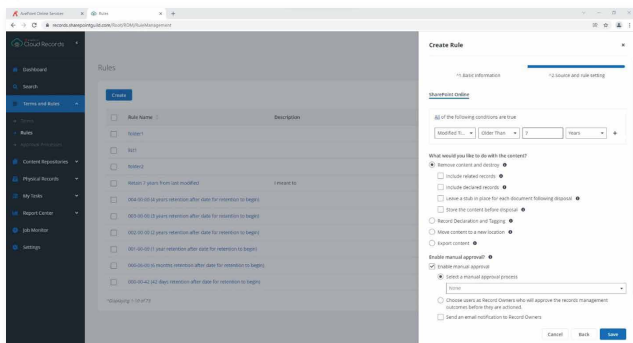 AvePoint Online Services
Rules
records.sharepointguild.com/Root/RDM/RuleManagement
Cloud Records
Dashboard
Search
Terms and Rules
Terms
Rules
Content Repositories
Physical Records
My Tasks
Report Center
Job Monitor
Settings
Rules
Create
Rule Name
Description
Retain 7 years from last modified
I meant to
004-00-00 (4 years retention after date for retention to begin)
003-00-00 (3 years retention after date for retention to begin)
002-00-00 (2 years retention after date for retention to begin)
001-00-00 (1 year retention after date for retention to begin)
000-06-00 (6 months retention after date for retention to begin)
000-00-42 (42 days retention after date for retention to begin)
Create Rule
*1 Basic information
*2 Source and rule setting
SharePoint Online
All of the following conditions are true
Modified Ti...
Older Than
7
Years
What would you like to do with the content?
Remove content and destroy
Include related records
Include declared records
Leave a stub in place for each document following disposal
Store the content before disposal
Record Declaration and Tagging
Move content to a new location
Export content
Enable manual approval?
Enable manual approval
Select a manual approval process
None
Choose users as Record Owners who will approve the records management
outcomes before they are actioned.
Send an email notification to Record Owners
Cancel
Back
Save